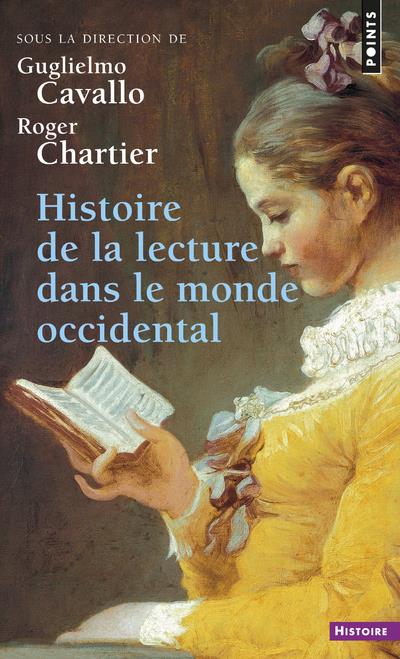 POINTS
SOUS LA DIRECTION DE
Guglielmo
Cavallo
Roger
Chartier
Histoire
de la lecture
dans le monde
occidental
HISTOIRE